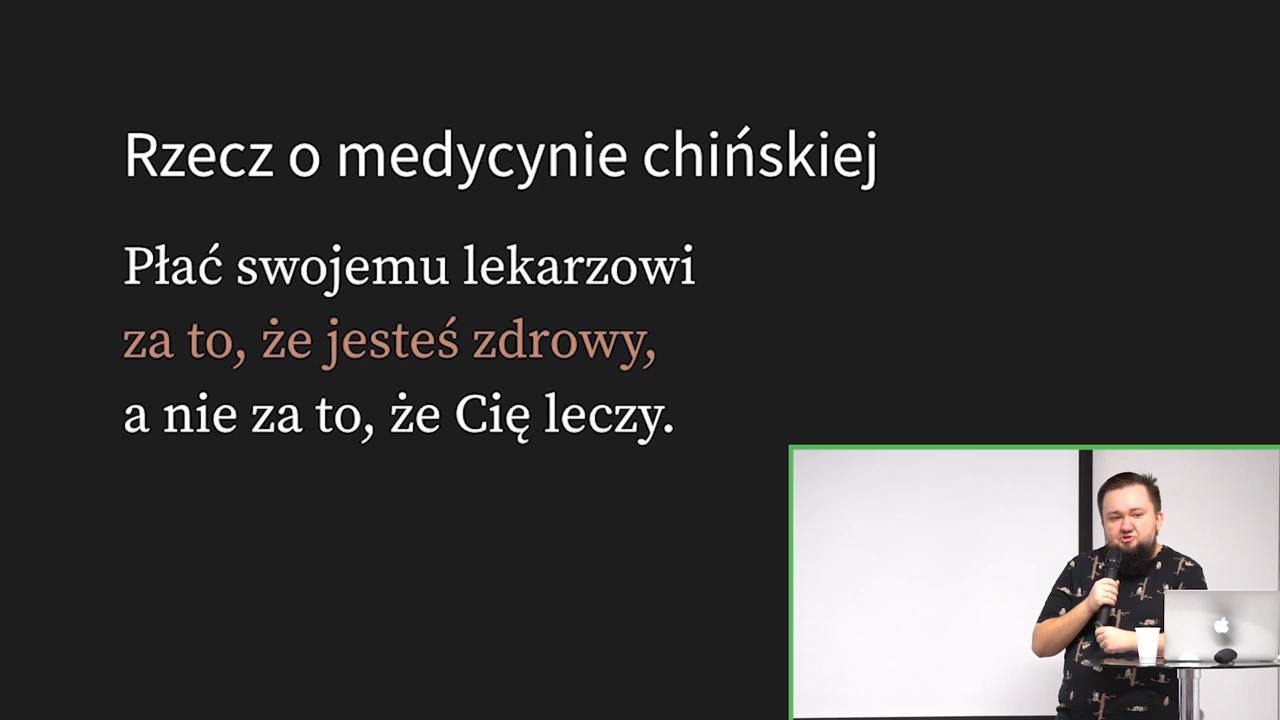 Rzecz o medycynie chińskiej
Płać swojemu lekarzowi
za to, że jesteś zdrowy,
a nie za to, że Cię leczy.